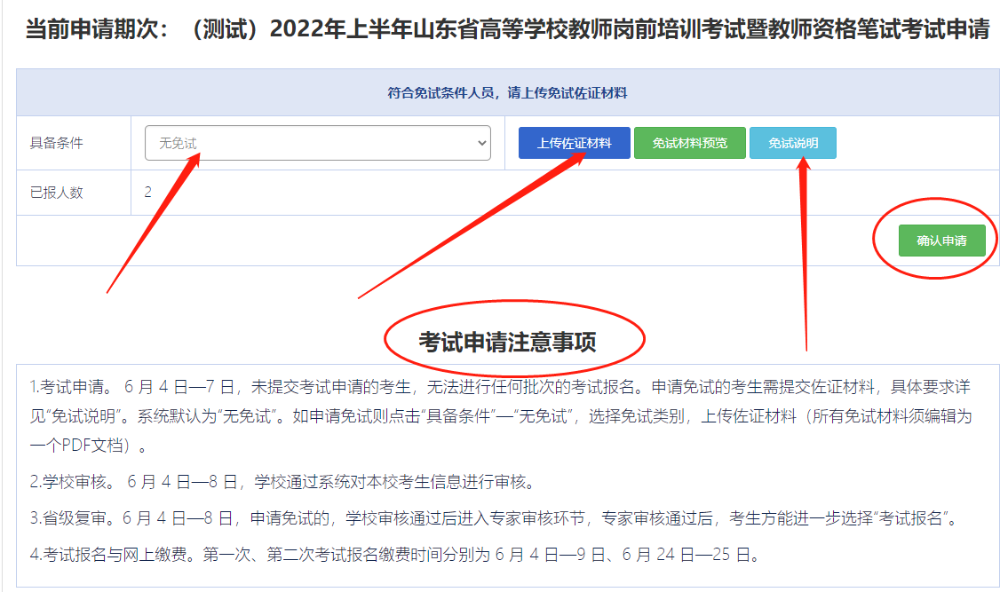 当前申请期次：（测试）2022年上半年山东省高等学校教师岗前培训考试暨教师资格笔试考试申请
符合免试条件人员，请上传免试佐证材料
具备条件 无免试 上传佐证材料 免试材料预览 免试说明
已报人数 2
确认申请
考试申请注意事项
1.考试申请。 6 月 4 日—7 日，未提交考试申请的考生，无法进行任何批次的考试报名。申请免试的考生需提交佐证材料，具体要求详
见“免试说明”。系统默认为“无免试”。如申请免试则点击“具备条件”—“无免试”，选择免试类别，上传佐证材料（所有免试材料须编辑为
一个PDF文档）。
2.学校审核。 6 月 4 日—8 日，学校通过系统对本校考生信息进行审核。
3.省级复审。6 月 4 日—8 日，申请免试的，学校审核通过后进入专家审核环节，专家审核通过后，考生方能进一步选择“考试报名”。
4.考试报名与网上缴费。第一次、第二次考试报名缴费时间分别为 6 月 4 日—9 日、6 月 24 日—25 日。